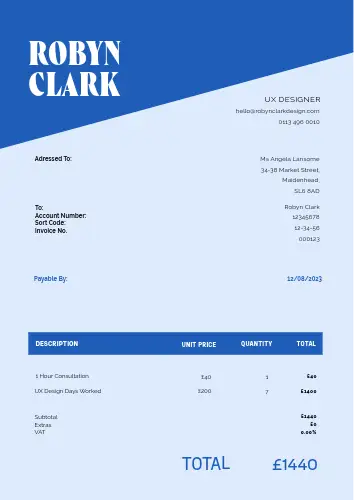 ROBYN
CLARK
UX DESIGNER
hello@robynclarkdesign.com
0113 496 0010
Adressed To:
Ms Angela Lansome
34-38 Market Street,
Maidenhead,
SL6 8AD
To: Robyn Clark
Account Number: 12345678
Sort Code: 12-34-56
Invoice No. 000123
Payable By: 12/08/2023
DESCRIPTION UNIT PRICE QUANTITY TOTAL
1 Hour Consultation £40 1 £40
UX Design Days Worked £200 7 £1400
Subtotal £1440
Extras £0
VAT 0.00%
TOTAL £1440